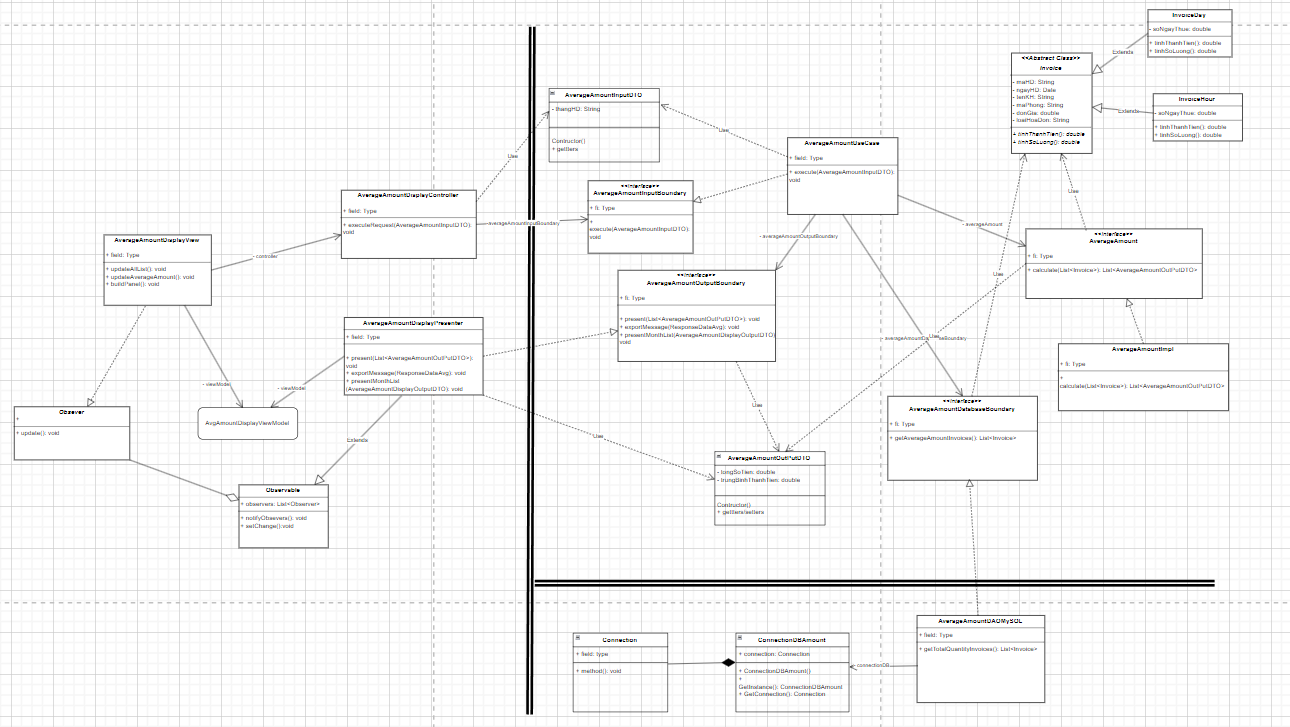 InvoiceDay
- soNgayThue: double
+ tinhThanhTien(): double
+ tinhSoLuong(): double
Extends
<<Abstract Class>>
Invoice
- maHD: String
- ngayHD: Date
- tenKH: String
- maPhong: String
- donGia: double
- loaiHoaDon: String
+ tinhThanhTien(): double
+ tinhSoLuong(): double
InvoiceHour
- soNgayThue: double
+ tinhThanhTien(): double
+ tinhSoLuong(): double
Extends
AverageAmountInputDTO
- thangHD: String
Contructor()
+ getters
Use
Use
AverageAmountUseCase
+ field: Type
+ execute(AverageAmountInputDTO):
void
<<Interface>>
AverageAmountInputBoundary
+ fi: Type
+
execute(AverageAmountInputDTO):
void
AverageAmountDisplayController
+ field: Type
+ executeRequest(AverageAmountInputDTO):
void
- averageAmountInputBoundary
- averageAmountOutputBoundary
- averageAmount
Use
<<Interface>>
AverageAmount
+ fi: Type
+ calculate(List<Invoice>): List<AverageAmountOutPutDTO>
AverageAmountDisplayView
+ field: Type
+ updateAllList(): void
+ updateAverageAmount(): void
+ buildPanel(): void
- controller
<<Interface>>
AverageAmountOutputBoundary
+ fi: Type
+ present(List<AverageAmountOutPutDTO>): void
+ exportMessage(ResponseDataAvg): void
+ presentMonthList(AverageAmountDisplayOutputDTO):
void
Use
AverageAmountDisplayPresenter
+ field: Type
+ present(List<AverageAmountOutPutDTO>):
void
+ exportMessage(ResponseDataAvg): void
+ presentMonthList
(AverageAmountDisplayOutputDTO): void
Use
AverageAmountImpl
+ fi: Type
+
calculate(List<Invoice>): List<AverageAmountOutPutDTO>
- viewModel
- viewModel
<<Interface>>
AverageAmountDatabaseBoundary
+ fi: Type
+ getAverageAmountInvoices(): List<Invoice>
Use
Obsever
+
+ update(): void
AvgAmountDisplayViewModel
Extends
Use
AverageAmountOutPutDTO
- tongSoTien: double
- trungBinhThanhTien: double
Contructor()
+ getters/setters
Observable
+ observers: List<Observer>
+ notifyObsevers(): void
+ setChange():void
Connection
+ field: type
+ method(): void
ConnectionDBAmount
+ connection: Connection
+ ConnectionDBAmount()
+
GetInstance(): ConnectionDBAmount
+ GetConnection(): Connection
- connectionDB
AverageAmountDAOMySQL
+ field: Type
+ getTotalQuantityInvoices(): List<Invoice>